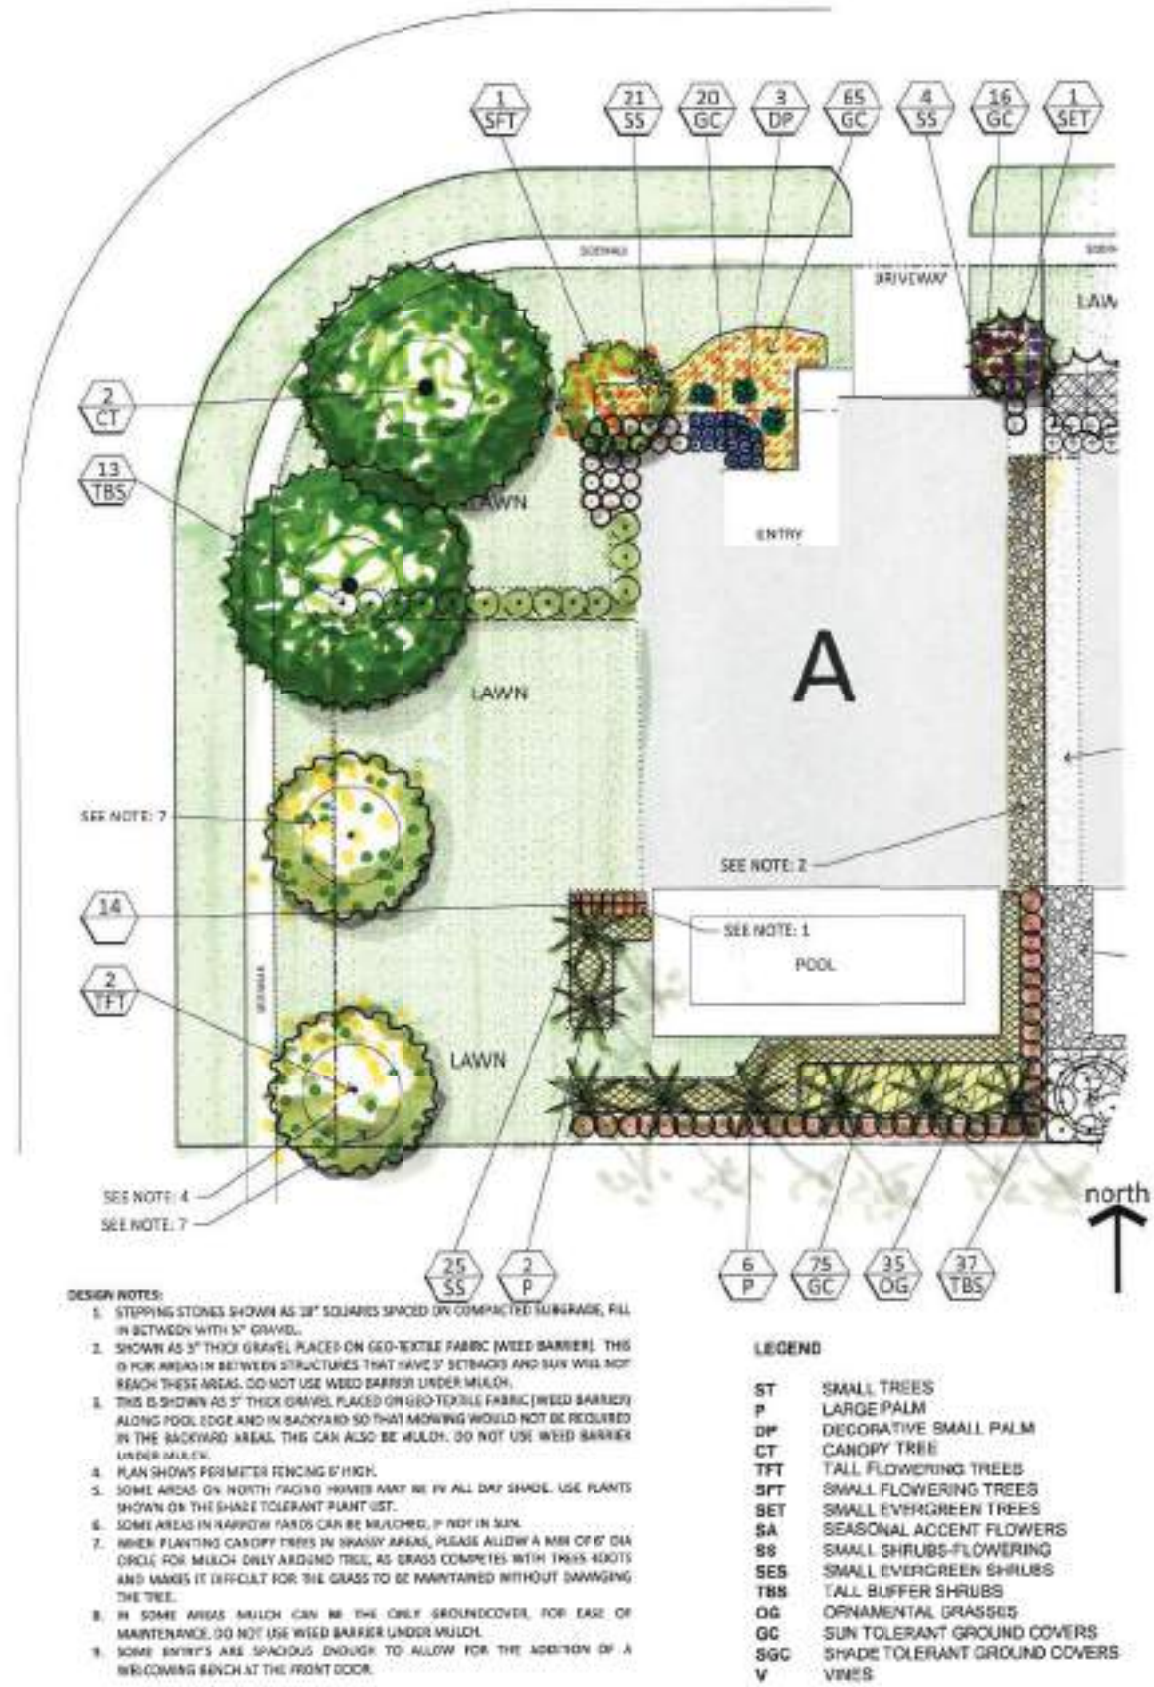 1 21 20 3 65 4 16 1
SFT SS GC DP GC SS GC SET
SIDEWALK
DRIVEWAY
LAW
2
CT
13
TBS
LAWN
ENTRY
A
LAWN
SEE NOTE: 7
SEE NOTE: 2
14
SEE NOTE: 1
POOL
2
TFT
SIDEWALK
LAWN
SEE NOTE: 4
SEE NOTE: 7
north
25 2 6 75 35 37
SS P P GC OG TBS
DESIGN NOTES:
1. STEPPING STONES SHOWN AS 18" SQUARES SPACED ON COMPACTED SUBGRADE, FILL
IN BETWEEN WITH GRAVEL.
2. SHOWN AS 3" THICK GRAVEL PLACED ON GEO-TEXTILE FABRIC (WEED BARRIER). THIS
IS FOR AREAS IN BETWEEN STRUCTURES THAT HAVE 5' SETBACKS AND SUN WILL NOT
REACH THESE AREAS. DO NOT USE WEED BARRIER UNDER MULCH.
3. THIS IS SHOWN AS 3" THICK GRAVEL PLACED ON GEO-TEXTILE FABRIC (WEED BARRIER)
ALONG POOL EDGE AND IN BACKYARD SO THAT MOWING WOULD NOT BE REQUIRED
IN THE BACKYARD AREAS. THIS CAN ALSO BE MULCH. DO NOT USE WEED BARRIER
UNDER MULCH.
4. PLAN SHOWS PERIMETER FENCING 6' HIGH.
5. SOME AREAS ON NORTH FACING HOMES MAY BE IN ALL DAY SHADE. USE PLANTS
SHOWN ON THE SHADE TOLERANT PLANT LIST.
6. SOME AREAS IN NARROW YARDS CAN BE MULCHED, IF NOT IN SUN.
7. WHEN PLANTING CANOPY TREES IN GRASSY AREAS, PLEASE ALLOW A MIN OF 6' DIA
CIRCLE FOR MULCH ONLY AROUND TREE, AS GRASS COMPETES WITH TREES ROOTS
AND MAKES IT DIFFICULT FOR THE GRASS TO BE MAINTAINED WITHOUT DAMAGING
THE TREE.
8. IN SOME AREAS MULCH CAN BE THE ONLY GROUNDCOVER, FOR EASE OF
MAINTENANCE. DO NOT USE WEED BARRIER UNDER MULCH.
9. SOME ENTRY'S ARE SPACIOUS ENOUGH TO ALLOW FOR THE ADDITION OF A
WELCOMING BENCH AT THE FRONT DOOR.
LEGEND
ST SMALL TREES
P LARGE PALM
DP DECORATIVE SMALL PALM
CT CANOPY TREE
TFT TALL FLOWERING TREES
SFT SMALL FLOWERING TREES
SET SMALL EVERGREEN TREES
SA SEASONAL ACCENT FLOWERS
SS SMALL SHRUBS-FLOWERING
SES SMALL EVERGREEN SHRUBS
TBS TALL BUFFER SHRUBS
OG ORNAMENTAL GRASSES
GC SUN TOLERANT GROUND COVERS
SGC SHADE TOLERANT GROUND COVERS
V VINES